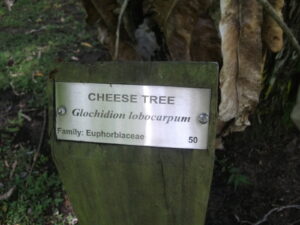 CHEESE TREE
Glochidion lobocarpum
Family: Euphorbiaceae 50